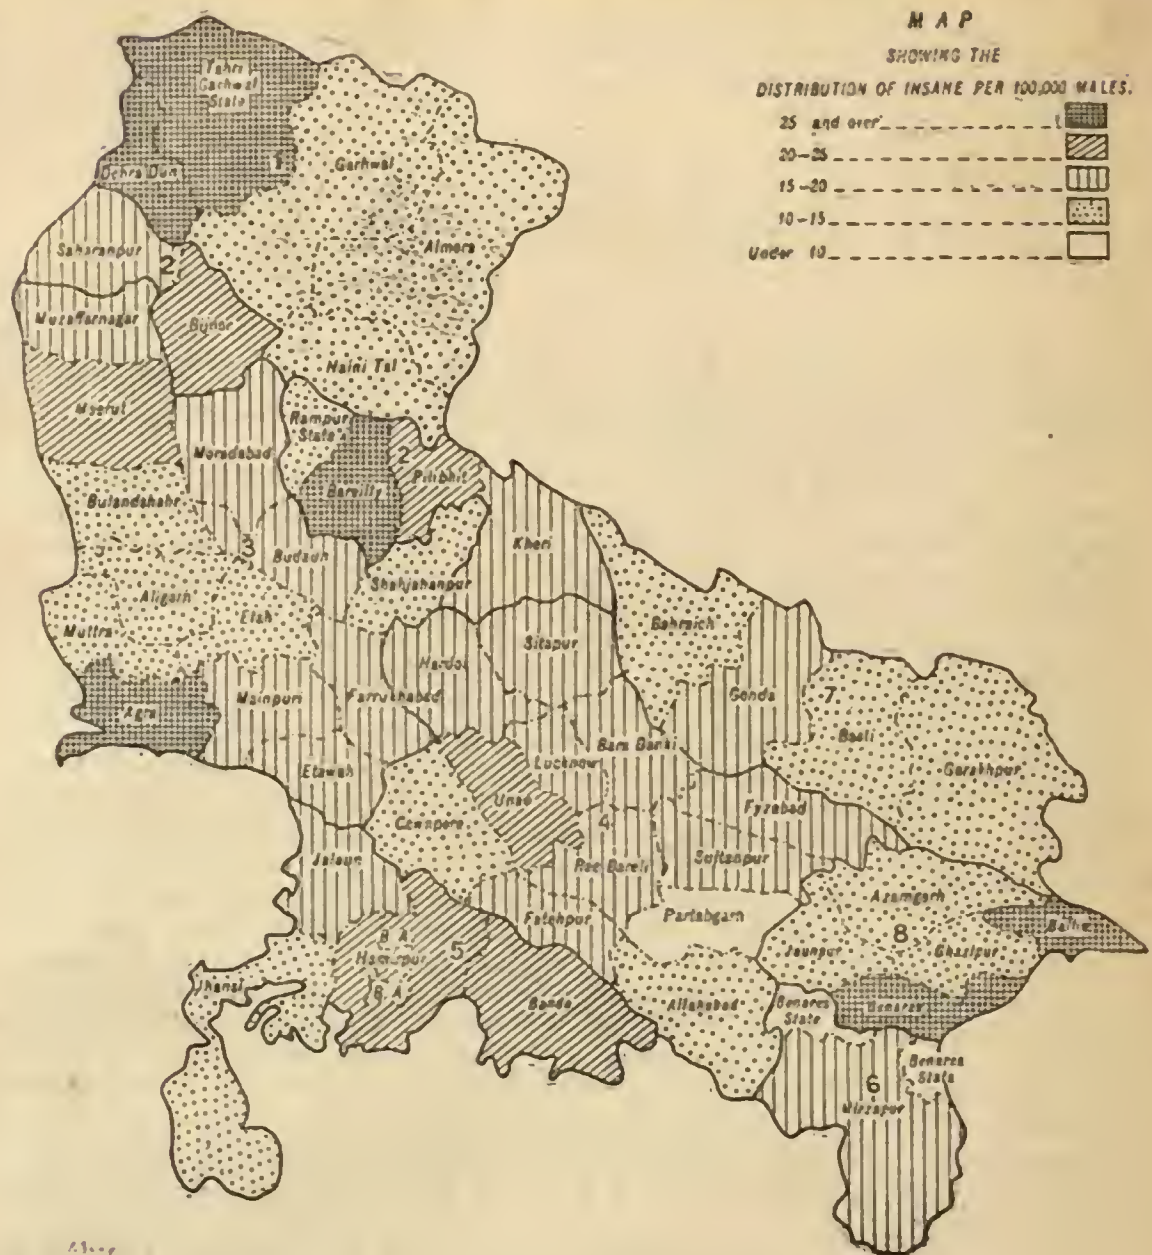 MAP
SHOWING THE
DISTRIBUTION OF INSANE PER 100,000 MALES.
25 and over
20-25
15-20
10-15
Under 10
Tehri
Garhwal
State
1
Dehra Dun
Garhwal
Almora
Saharanpur
2
Muzaffarnagar
Bijnor
Naini Tal
Meerut
Rampur
State
Moradabad
2
Pilibhit
Bareilly
Bulandshahr
3
Budaun
Kheri
Shahjahanpur
Aligarh
Etah
Muttra
Bahraich
Sitapur
Hardoi
Mainpuri
Farrukhabad
Gonda
7
Agra
Basti
Bara Banki
Lucknow
Gorakhpur
Etawah
Unao
Fyzabad
Cawnpore
4
Jalaun
Rae Bareli
Sultanpur
Azamgarh
Fatehpur
Partabgarh
Ballia
B.A
Hamirpur
5
8
Jaunpur
Ghazipur
Jhansi
B.A
Banda
Allahabad
Benares
State
Benares
Benares
State
6
Mirzapur